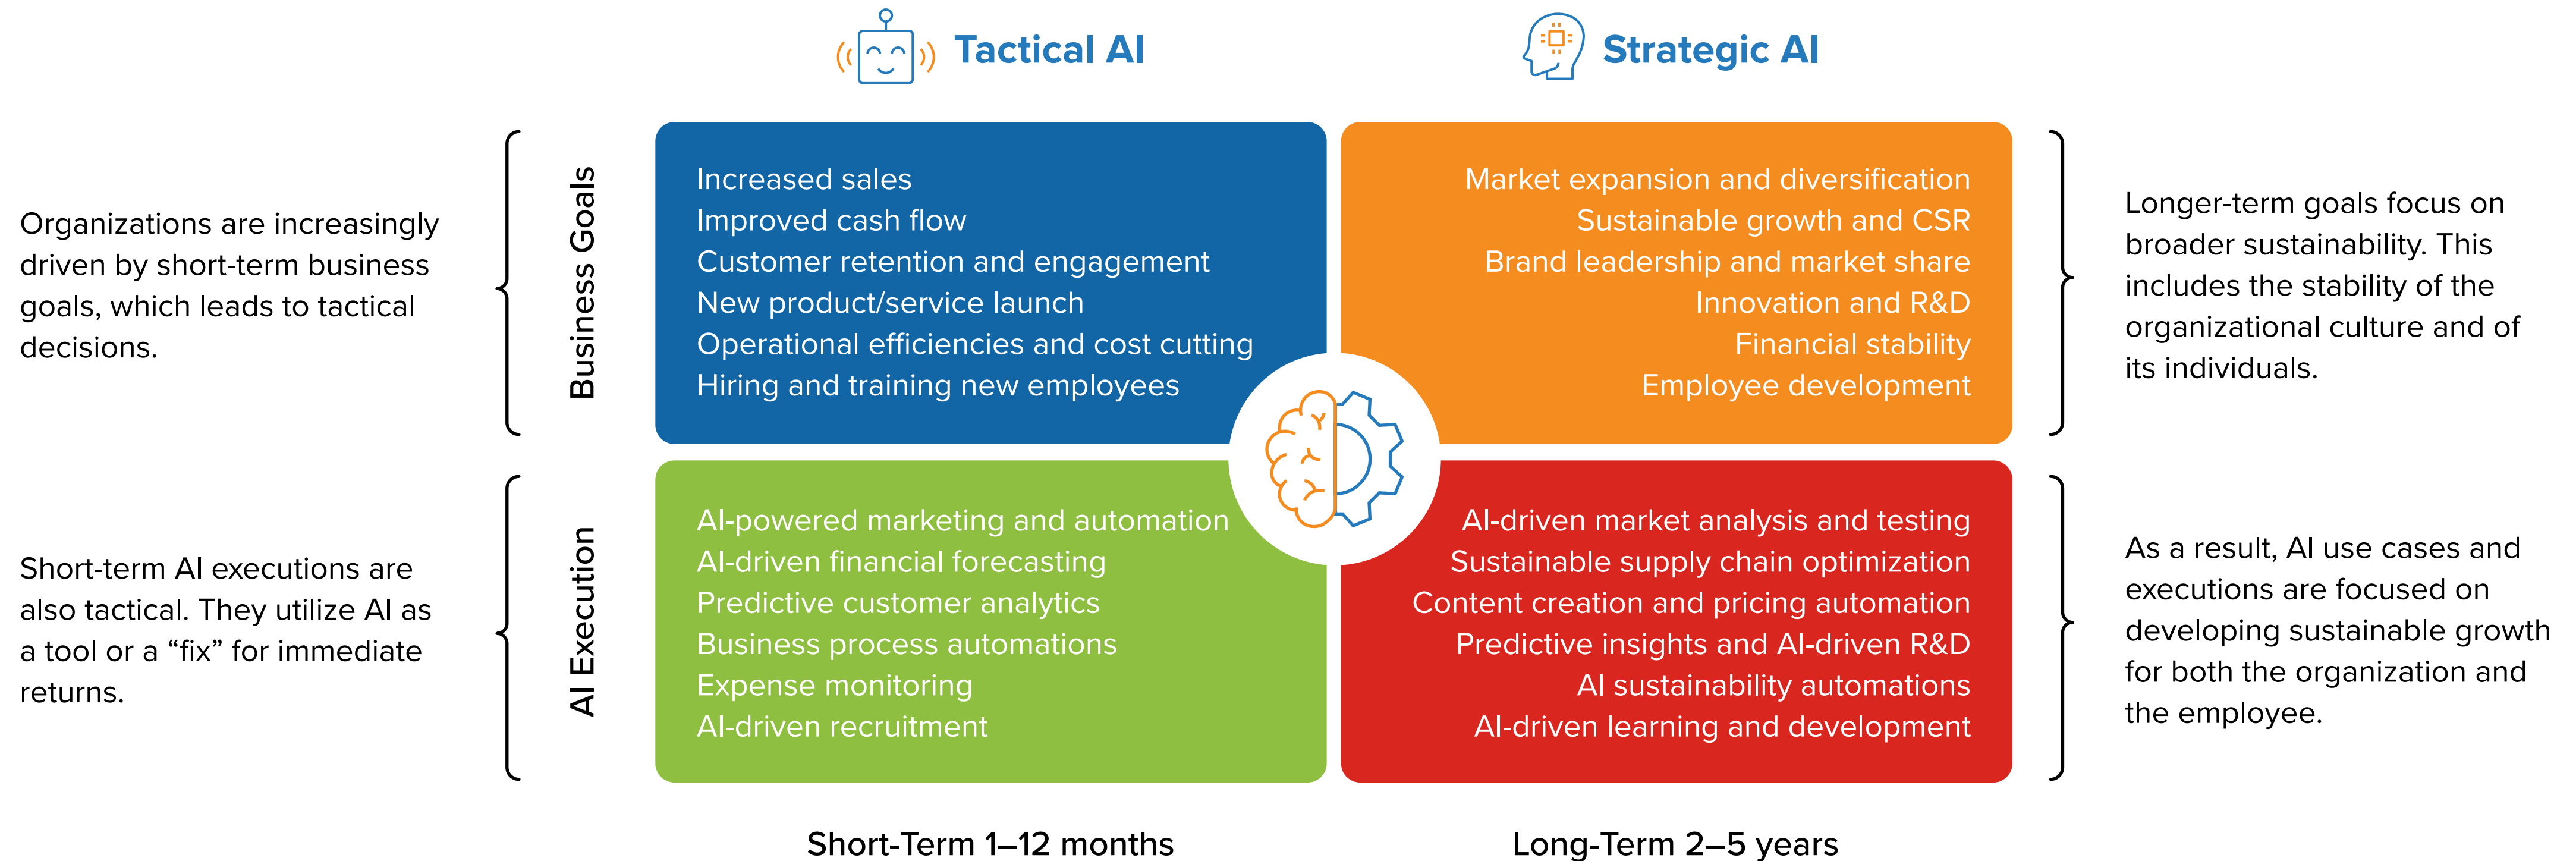 Tactical AI
Strategic AI
Organizations are increasingly
driven by short-term business
goals, which leads to tactical
decisions.
Business Goals
Increased sales
Improved cash flow
Customer retention and engagement
New product/service launch
Operational efficiencies and cost cutting
Hiring and training new employees
Market expansion and diversification
Sustainable growth and CSR
Brand leadership and market share
Innovation and R&D
Financial stability
Employee development
Longer-term goals focus on
broader sustainability. This
includes the stability of the
organizational culture and of
its individuals.
Short-term AI executions are
also tactical. They utilize AI as
a tool or a “fix” for immediate
returns.
AI Execution
AI-powered marketing and automation
AI-driven financial forecasting
Predictive customer analytics
Business process automations
Expense monitoring
AI-driven recruitment
AI-driven market analysis and testing
Sustainable supply chain optimization
Content creation and pricing automation
Predictive insights and AI-driven R&D
AI sustainability automations
AI-driven learning and development
As a result, AI use cases and
executions are focused on
developing sustainable growth
for both the organization and
the employee.
Short-Term 1–12 months
Long-Term 2–5 years